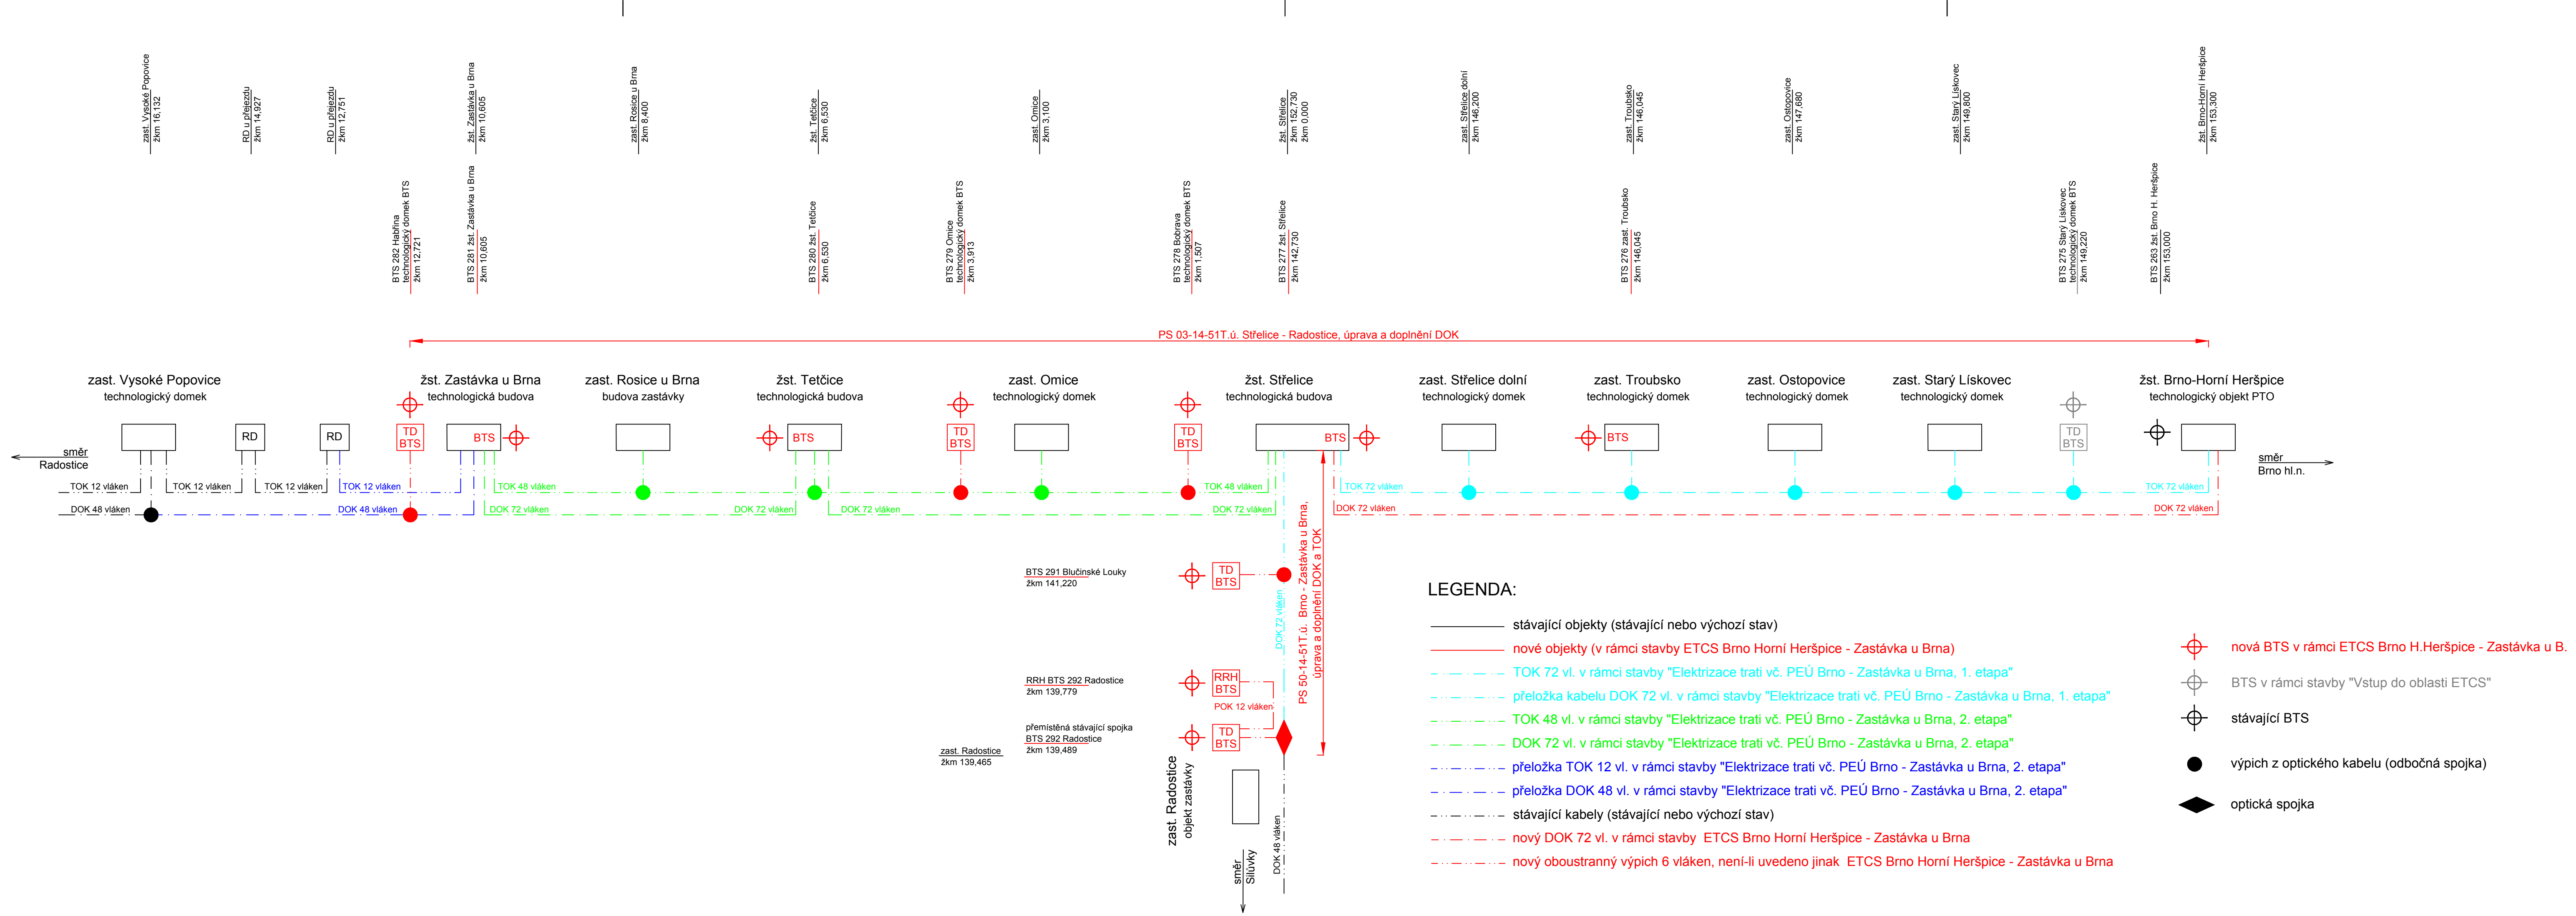 zast. Vysoké Popovice
žkm 16,132
RD u přejezdu
žkm 14,927
RD u přejezdu
žkm 12,751
žst. Zastávka u Brna
žkm 10,605
zast. Rosice u Brna
žkm 8,400
žst. Tetčice
žkm 6,530
zast. Omice
žkm 3,100
žst. Střelice
žkm 152,730
žkm 0,000
zast. Střelice dolní
žkm 146,200
zast. Troubsko
žkm 146,045
zast. Ostopovice
žkm 147,680
zast. Starý Lískovec
žkm 149,800
žst. Brno-Horní Heršpice
žkm 153,300
BTS 282 Habřina
technologický domek BTS
žkm 12,721
BTS 281 žst. Zastávka u Brna
žkm 10,605
BTS 280 žst. Tetčice
žkm 6,530
BTS 279 Omice
technologický domek BTS
žkm 3,913
BTS 278 Bobrava
technologický domek BTS
žkm 1,507
BTS 277 žst. Střelice
žkm 142,730
BTS 276 zast. Troubsko
žkm 146,045
BTS 275 Starý Lískovec
technologický domek BTS
žkm 149,220
BTS 263 žst. Brno H. Heršpice
žkm 153,000
PS 03-14-51T.ú. Střelice - Radostice, úprava a doplnění DOK
zast. Vysoké Popovice
technologický domek
žst. Zastávka u Brna
technologická budova
zast. Rosice u Brna
budova zastávky
žst. Tetčice
technologická budova
zast. Omice
technologický domek
žst. Střelice
technologická budova
zast. Střelice dolní
technologický domek
zast. Troubsko
technologický domek
zast. Ostopovice
technologický domek
zast. Starý Lískovec
technologický domek
žst. Brno-Horní Heršpice
technologický objekt PTO
RD
RD
TD
BTS
BTS
BTS
TD
BTS
TD
BTS
BTS
BTS
TD
BTS
směr
Radostice
směr
Brno hl.n.
TOK 12 vláken
TOK 12 vláken
TOK 12 vláken
TOK 12 vláken
TOK 48 vláken
TOK 48 vláken
TOK 72 vláken
TOK 72 vláken
DOK 48 vláken
DOK 48 vláken
DOK 72 vláken
DOK 72 vláken
DOK 72 vláken
DOK 72 vláken
DOK 72 vláken
DOK 72 vláken
PS 50-14-51T.ú. Brno - Zastávka u Brna,
úprava a doplnění DOK a TOK
BTS 291 Blučinské Louky
žkm 141,220
TD
BTS
DOK 72 vláken
RRH BTS 292 Radostice
žkm 139,779
RRH
BTS
POK 12 vláken
přemístěná stávající spojka
BTS 292 Radostice
žkm 139,489
TD
BTS
zast. Radostice
žkm 139,465
zast. Radostice
objekt zastávky
DOK 48 vláken
směr
Silůvky
LEGENDA:
stávající objekty (stávající nebo výchozí stav)
nové objekty (v rámci stavby ETCS Brno Horní Heršpice - Zastávka u Brna)
TOK 72 vl. v rámci stavby "Elektrizace trati vč. PEÚ Brno - Zastávka u Brna, 1. etapa"
přeložka kabelu DOK 72 vl. v rámci stavby "Elektrizace trati vč. PEÚ Brno - Zastávka u Brna, 1. etapa"
TOK 48 vl. v rámci stavby "Elektrizace trati vč. PEÚ Brno - Zastávka u Brna, 2. etapa"
DOK 72 vl. v rámci stavby "Elektrizace trati vč. PEÚ Brno - Zastávka u Brna, 2. etapa"
přeložka TOK 12 vl. v rámci stavby "Elektrizace trati vč. PEÚ Brno - Zastávka u Brna, 2. etapa"
přeložka DOK 48 vl. v rámci stavby "Elektrizace trati vč. PEÚ Brno - Zastávka u Brna, 2. etapa"
stávající kabely (stávající nebo výchozí stav)
nový DOK 72 vl. v rámci stavby ETCS Brno Horní Heršpice - Zastávka u Brna
nový oboustranný výpich 6 vláken, není-li uvedeno jinak ETCS Brno Horní Heršpice - Zastávka u Brna
nová BTS v rámci ETCS Brno H.Heršpice - Zastávka u B.
BTS v rámci stavby "Vstup do oblasti ETCS"
stávající BTS
výpich z optického kabelu (odbočná spojka)
optická spojka